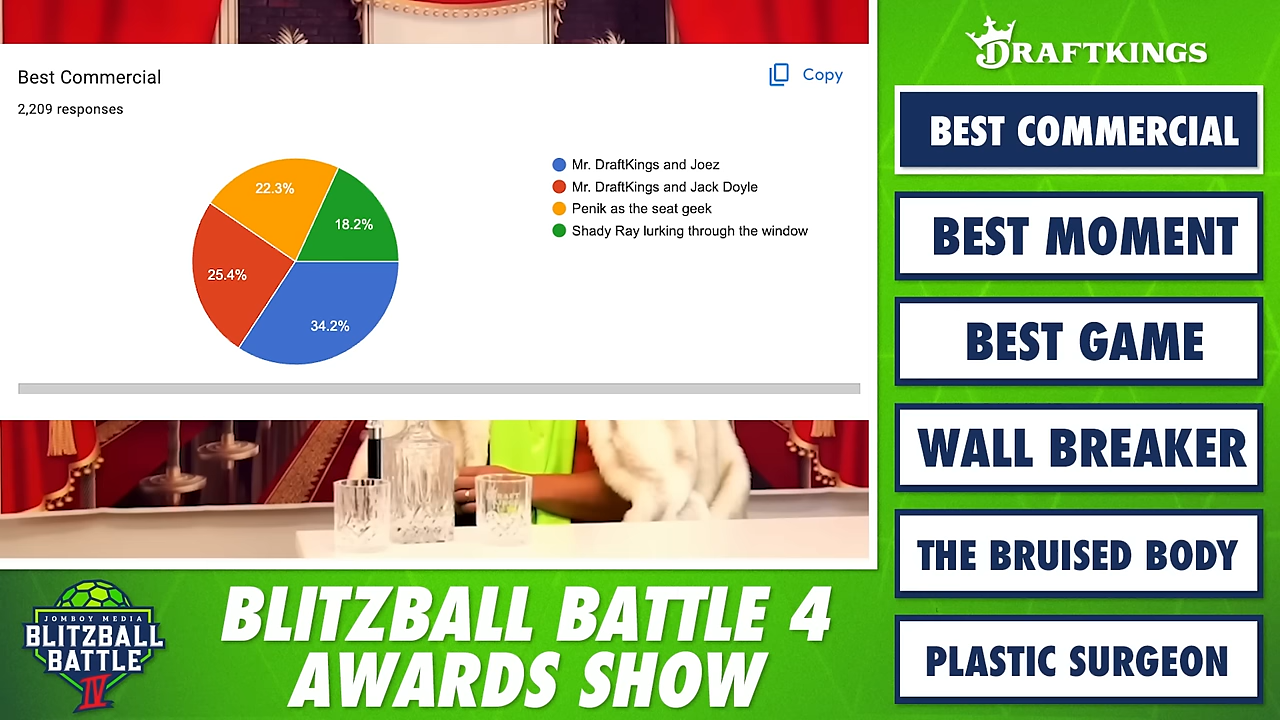 Best Commercial
Copy
2,209 responses
22.3%
18.2%
25.4%
34.2%
Mr. DraftKings and Joez
Mr. DraftKings and Jack Doyle
Penik as the seat geek
Shady Ray lurking through the window
DRAFT
KINGS
JOMBOY MEDIA
BLITZBALL
BATTLE
IV
BLITZBALL BATTLE 4
AWARDS SHOW
DRAFTKINGS
BEST COMMERCIAL
BEST MOMENT
BEST GAME
WALL BREAKER
THE BRUISED BODY
PLASTIC SURGEON